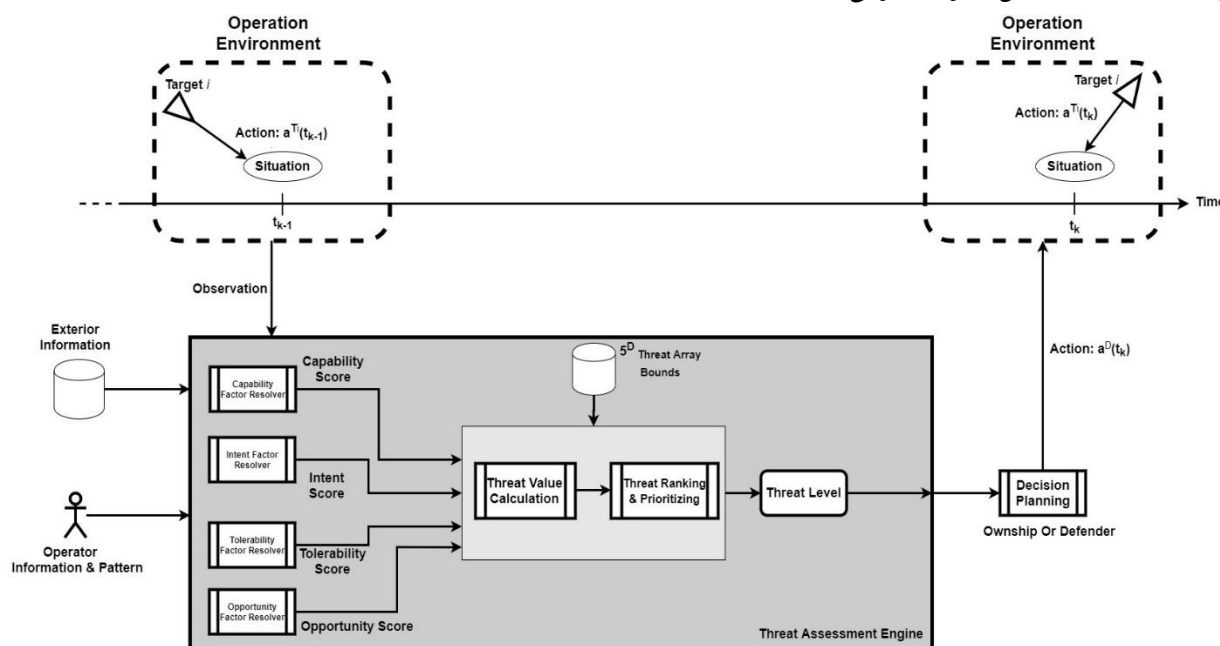 Operation
Environment
Target i
Action: aTi(tk-1)
Situation
tk-1
Operation
Environment
Target i
Action: aTi(tk)
Situation
tk
Time
Observation
Exterior
Information
Operator
Information & Pattern
Capability
Factor Resolver
Capability
Score
Intent Factor
Resolver
Intent
Score
Tolerability
Factor Resolver
Tolerability
Score
Opportunity
Factor Resolver
Opportunity Score
5D Threat Array
Bounds
Threat Value
Calculation
Threat Ranking
& Prioritizing
Threat Level
Threat Assessment Engine
Decision
Planning
Ownship Or Defender
Action: aD(tk)